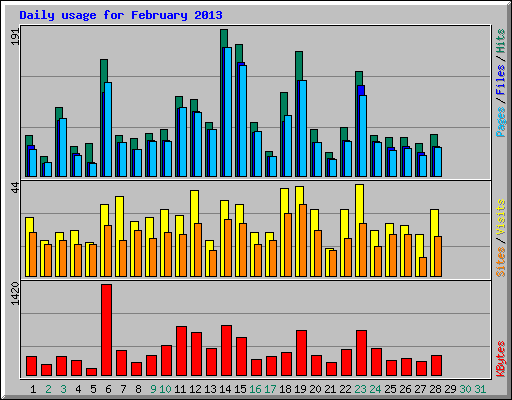 Daily usage for February 2013
191
Pages / Files / Hits
44
Sites / Visits
1420
KBytes
1 2 3 4 5 6 7 8 9 10 11 12 13 14 15 16 17 18 19 20 21 22 23 24 25 26 27 28 29 30 31